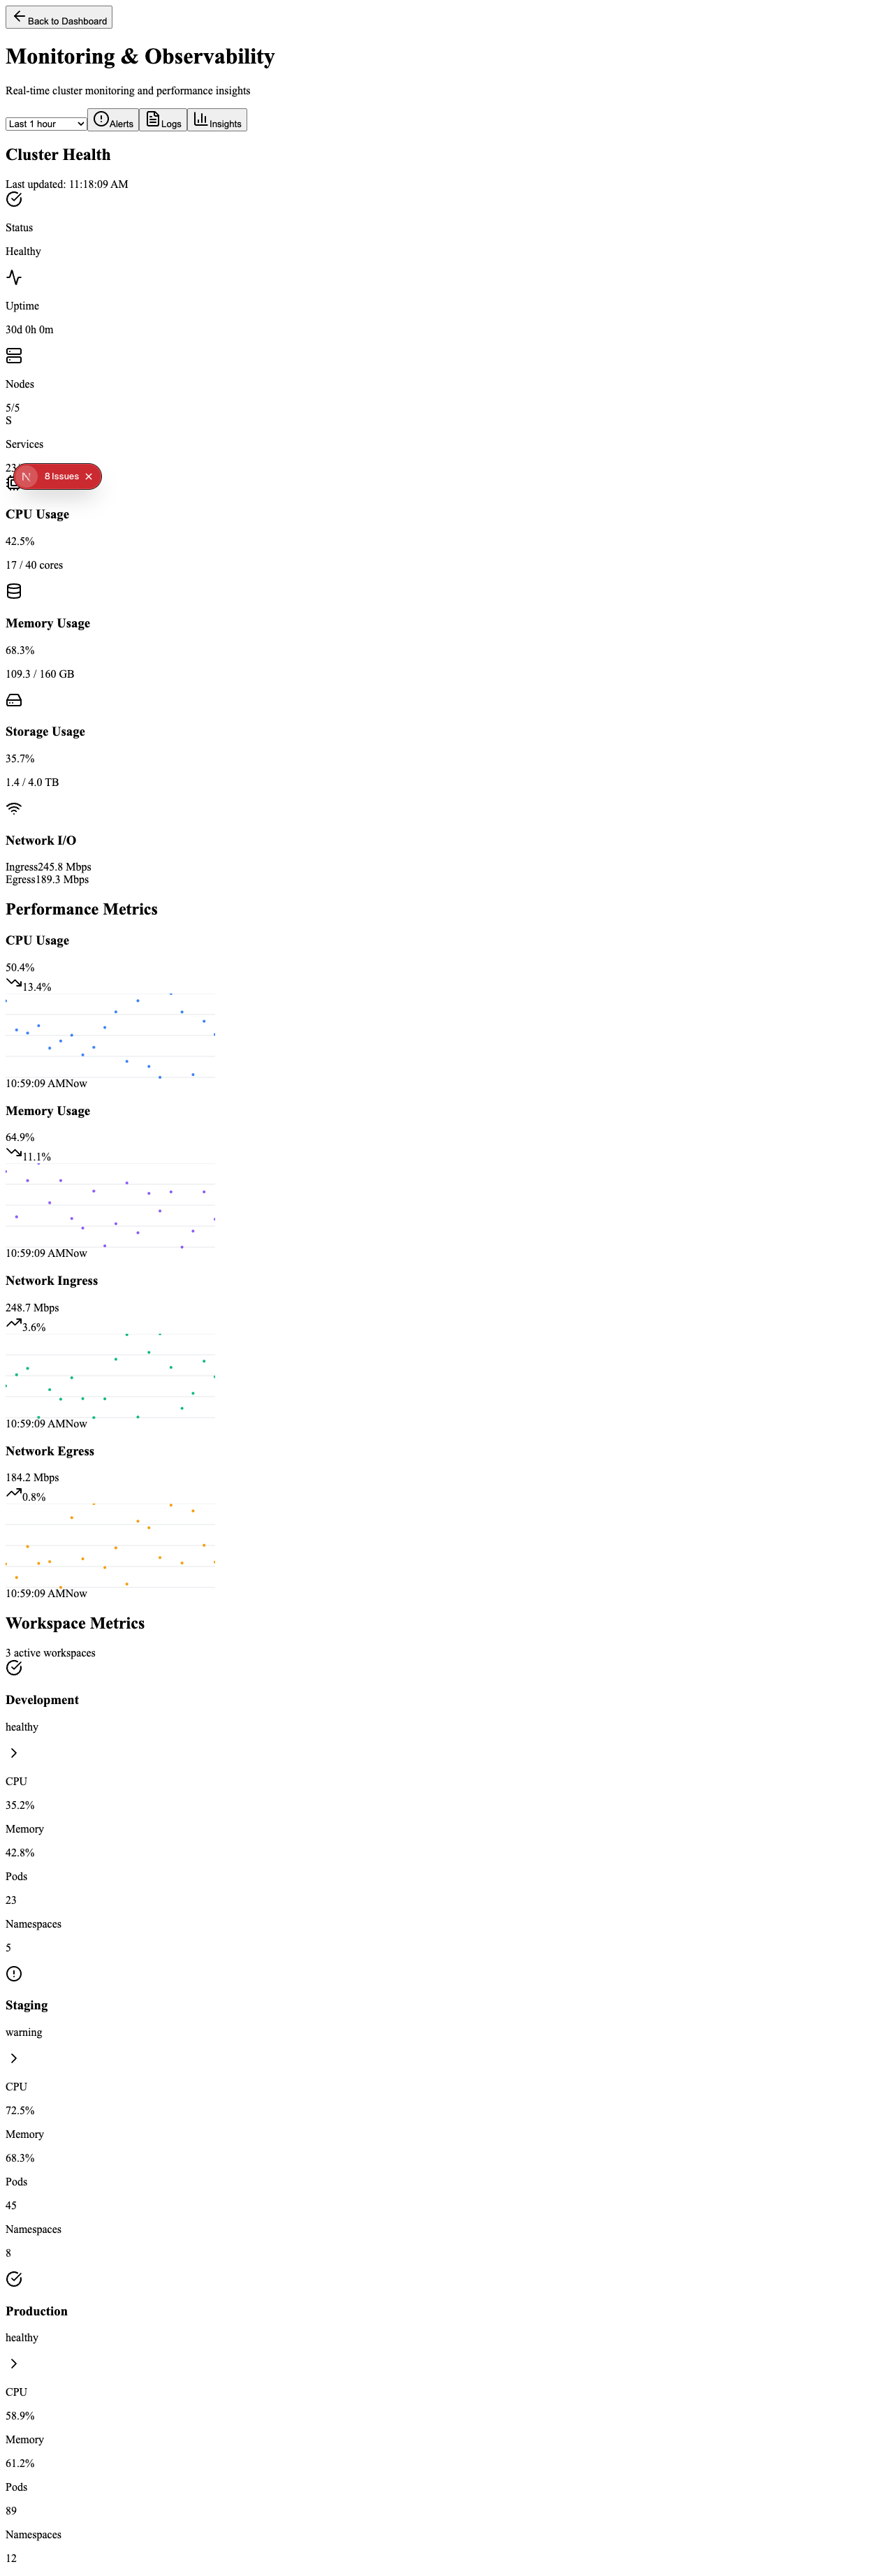 Back to Dashboard
Monitoring & Observability
Real-time cluster monitoring and performance insights
Last 1 hour Alerts Logs Insights
Cluster Health
Last updated: 11:18:09 AM
Status
Healthy
Uptime
30d 0h 0m
Nodes
5/5
S
Services
8 Issues
CPU Usage
42.5%
17 / 40 cores
Memory Usage
68.3%
109.3 / 160 GB
Storage Usage
35.7%
1.4 / 4.0 TB
Network I/O
Ingress245.8 Mbps
Egress189.3 Mbps
Performance Metrics
CPU Usage
50.4%
13.4%
10:59:09 AMNow
Memory Usage
64.9%
11.1%
10:59:09 AMNow
Network Ingress
248.7 Mbps
3.6%
10:59:09 AMNow
Network Egress
184.2 Mbps
0.8%
10:59:09 AMNow
Workspace Metrics
3 active workspaces
Development
healthy
CPU
35.2%
Memory
42.8%
Pods
23
Namespaces
5
Staging
warning
CPU
72.5%
Memory
68.3%
Pods
45
Namespaces
8
Production
healthy
CPU
58.9%
Memory
61.2%
Pods
89
Namespaces
12